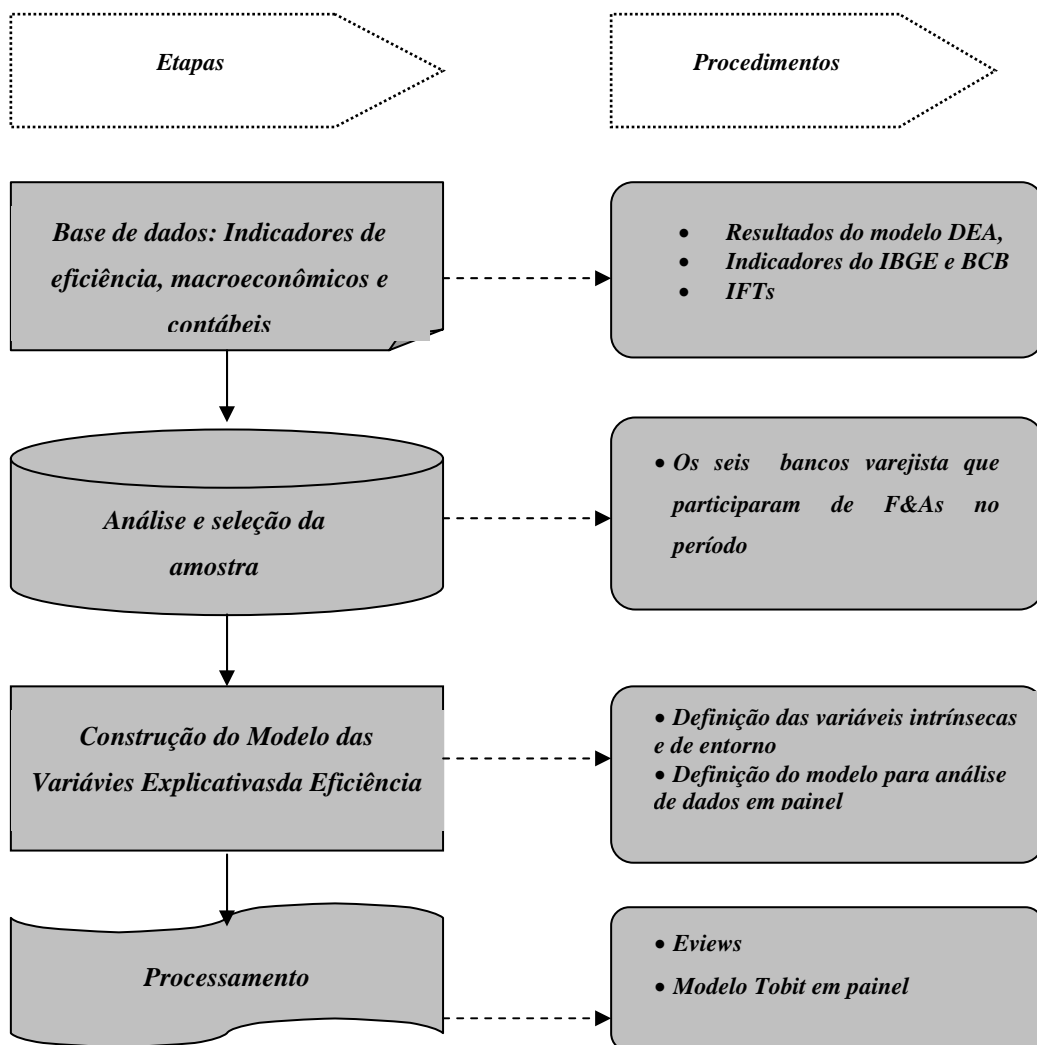 Etapas
Procedimentos
Base de dados: Indicadores de
eficiência, macroeconômicos e
contábeis
• Resultados do modelo DEA,
• Indicadores do IBGE e BCB
• IFTs
Análise e seleção da
amostra
• Os seis bancos varejista que
participaram de F&As no
período
Construção do Modelo das
Variávies Explicativasda Eficiência
• Definição das variáveis intrínsecas
e de entorno
• Definição do modelo para análise
de dados em painel
Processamento
• Eviews
• Modelo Tobit em painel